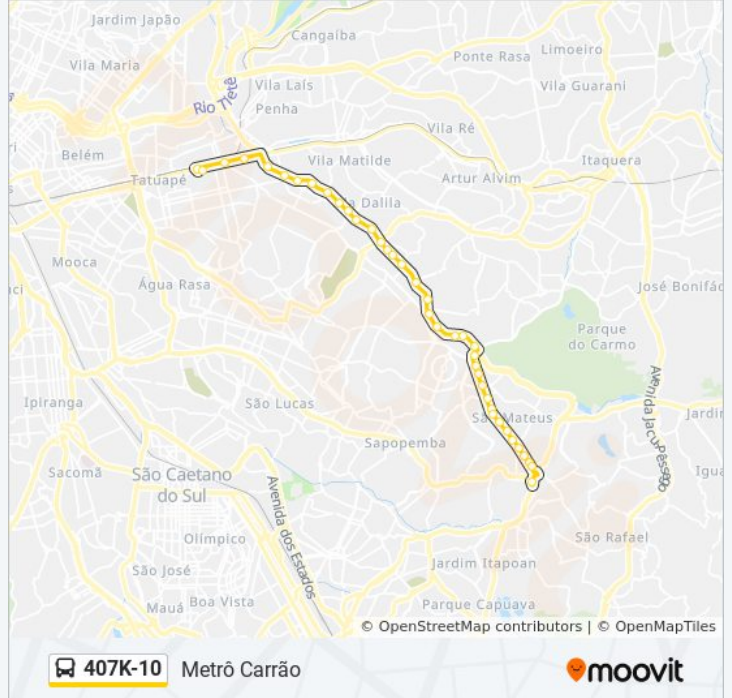 Jardim Japão
Cangaíba
Limoeiro
Ponte Rasa
Vila Maria
Vila Laís
Vila Guarani
Rio Tietê
Penha
Vila Ré
Belém
Vila Matilde
Itaquera
Tatuapé
Artur Alvim
a Dalila
Mooca
Água Rasa
José Bonifác
Parque
do Carmo
Ipiranga
São Lucas
São Mateus
Jardi
Avenida Jacu-Pêssego
Sapopemba
Sacomã
São Caetano
do Sul
Igua
Avenida dos Estados
Olímpico
São Rafael
Jardim Itapoan
São José
Mauá
Boa Vista
Parque Capuava
© OpenStreetMap contributors | © OpenMapTiles
407K-10 Metrô Carrão
moovit